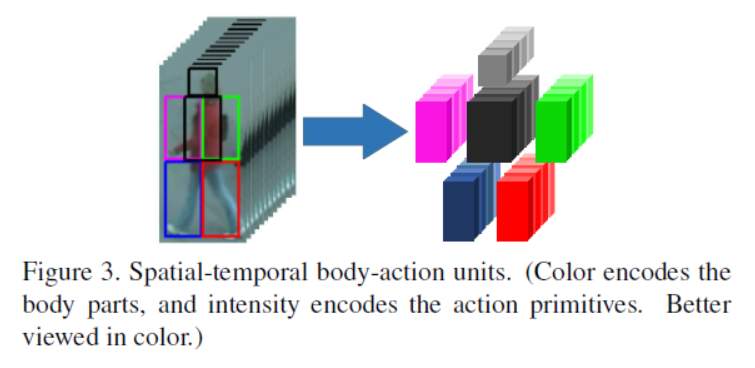 Figure 3. Spatial-temporal body-action units. (Color encodes the
body parts, and intensity encodes the action primitives. Better
viewed in color.)